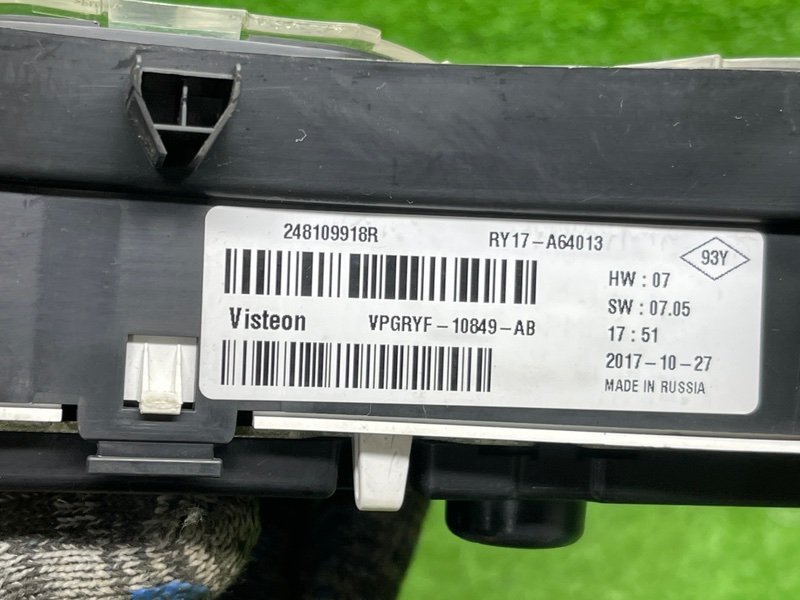 248109918R RY17-A64013
93Y
HW : 07
SW : 07.05
Visteon VPGRYF-10849-AB
17 : 51
2017-10-27
MADE IN RUSSIA